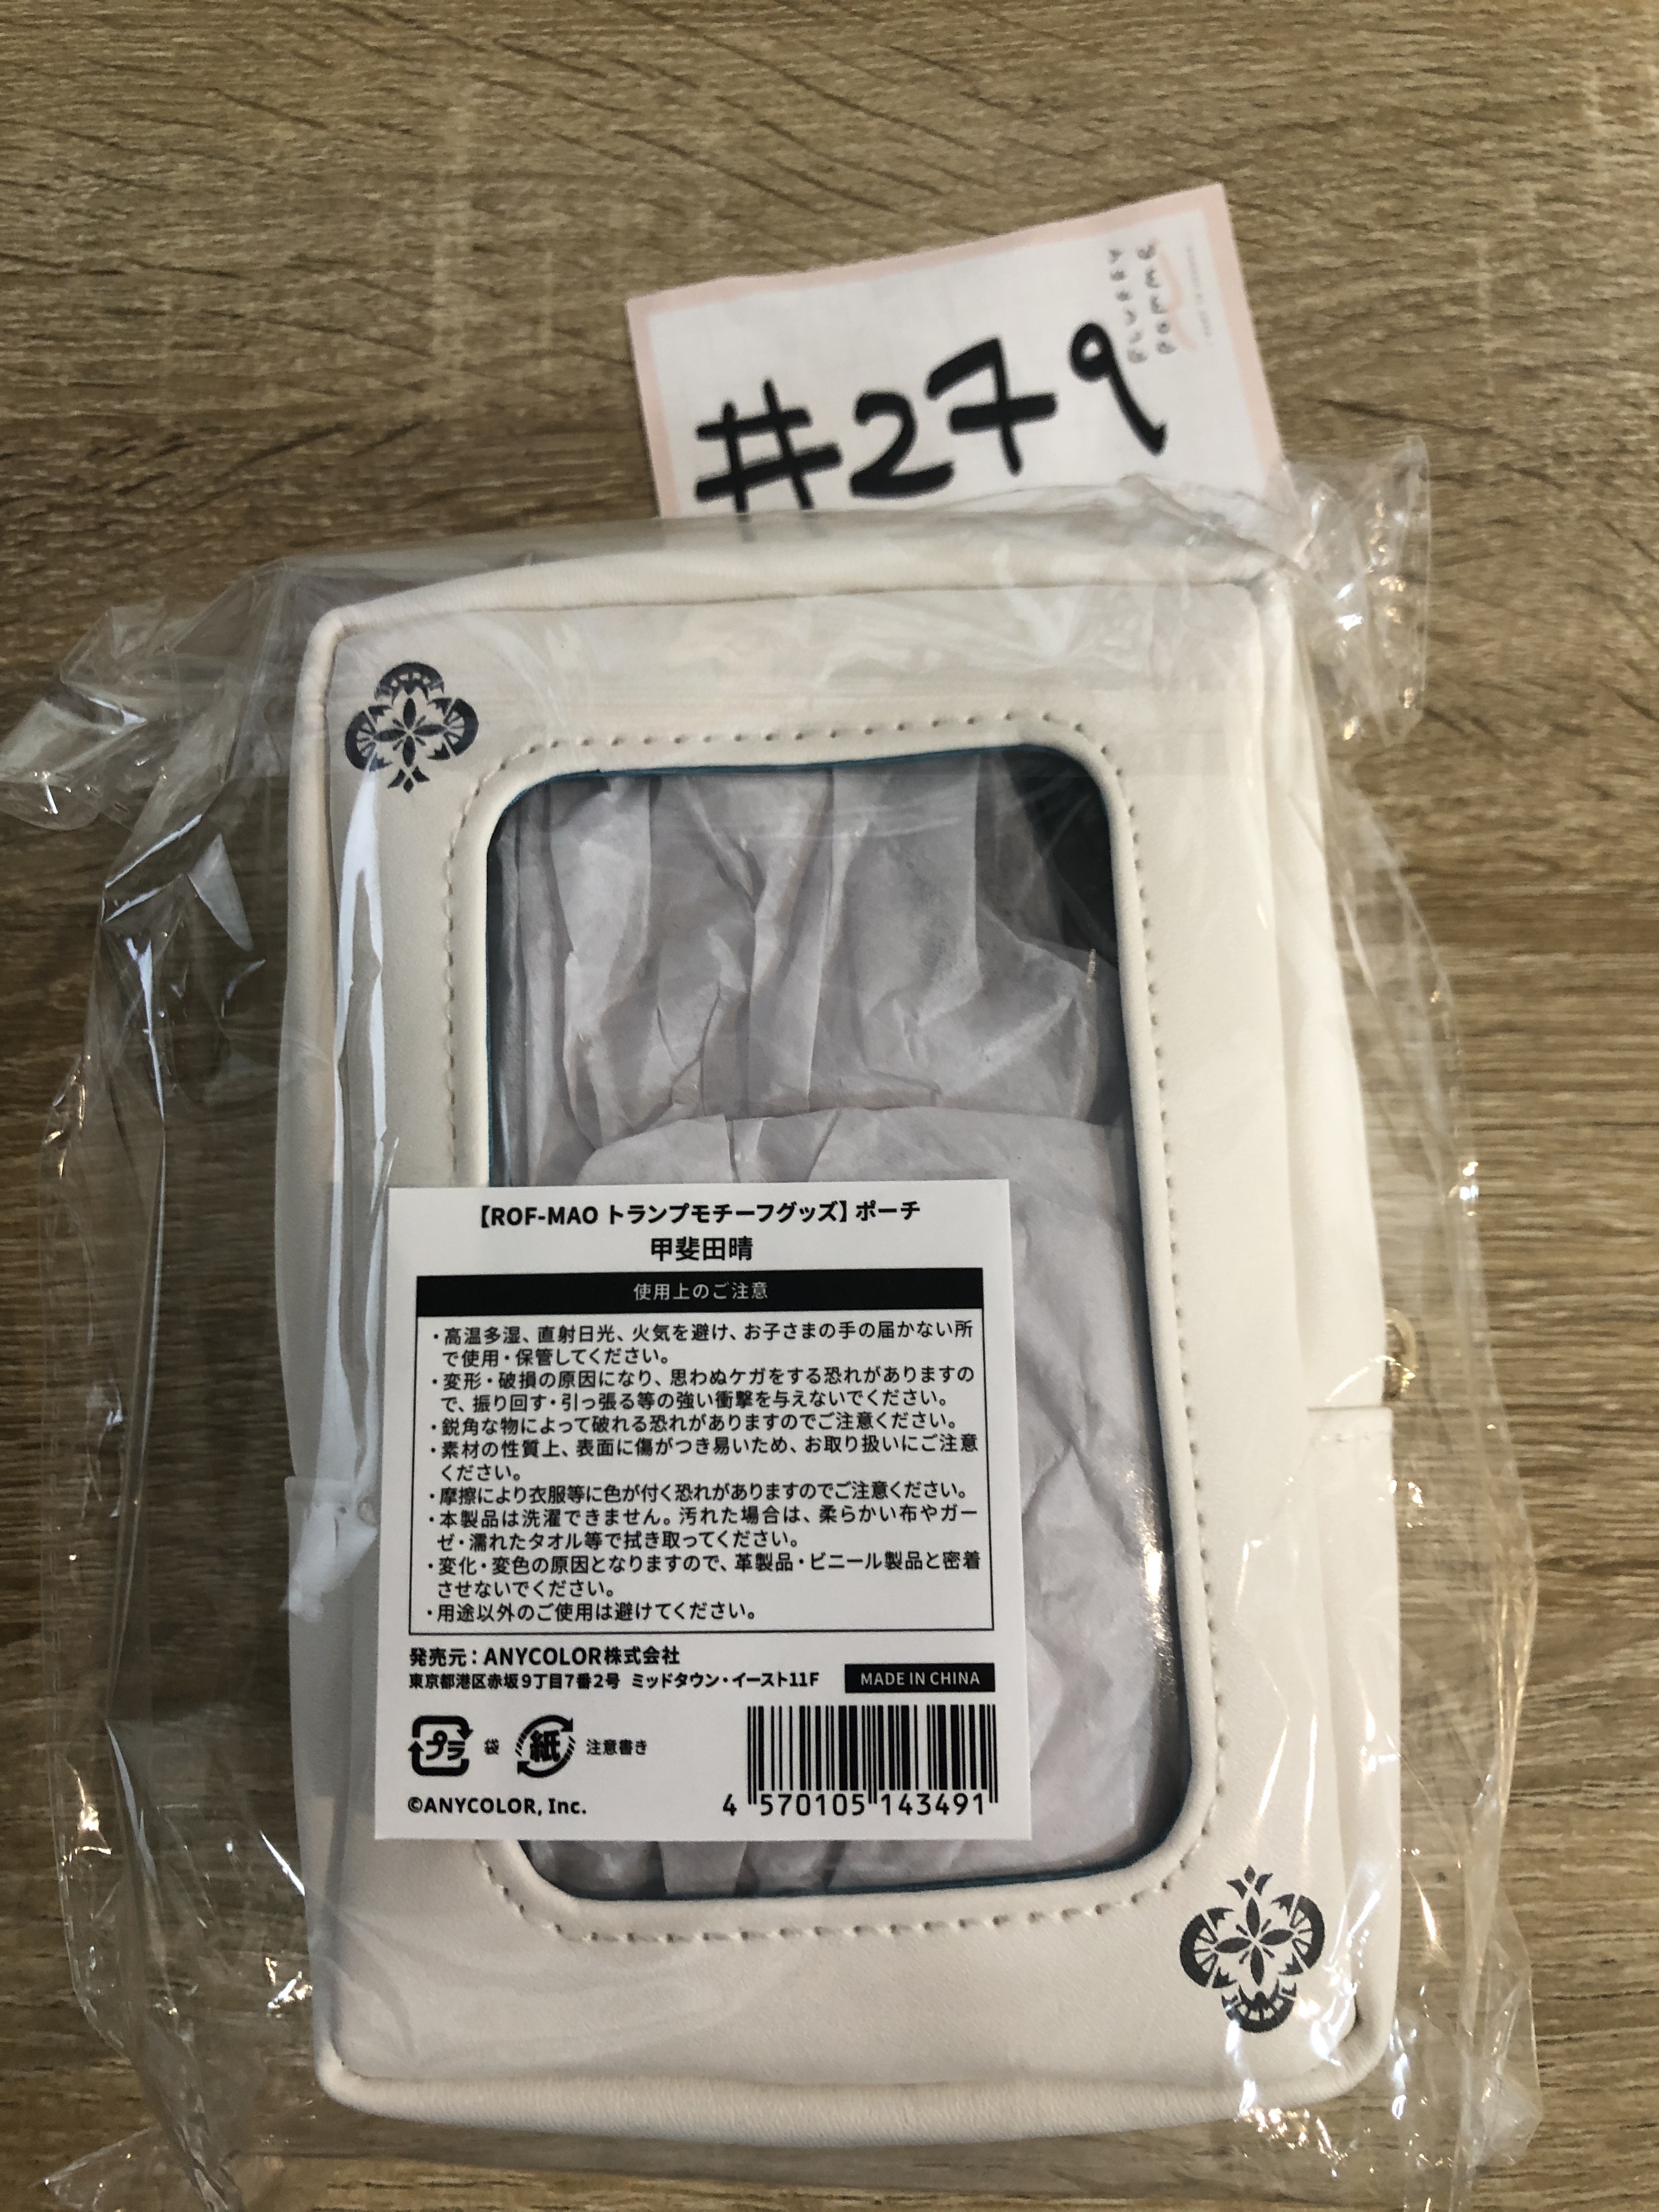 #279
【ROF-MAO トランプモチーフグッズ】ポーチ
甲斐田晴
使用上のご注意
・高温多湿、直射日光、火気を避け、お子さまの手の届かない所
で使用・保管してください。
・変形・破損の原因になり、思わぬケガをする恐れがありますの
で、振り回す・引っ張る等の強い衝撃を与えないでください。
・鋭角な物によって破れる恐れがありますのでご注意ください。
・素材の性質上、表面に傷がつき易いため、お取り扱いにご注意
ください。
・摩擦により衣服等に色が付く恐れがありますのでご注意ください。
・本製品は洗濯できません。汚れた場合は、柔らかい布やガー
ゼ・濡れたタオル等で拭き取ってください。
・変化・変色の原因となりますので、革製品・ビニール製品と密着
させないでください。
・用途以外のご使用は避けてください。
発売元：ANYCOLOR株式会社
東京都港区赤坂9丁目7番2号 ミッドタウン・イースト11F
MADE IN CHINA
プラ 袋 紙 注意書き
©ANYCOLOR, Inc.
4 570105 143491